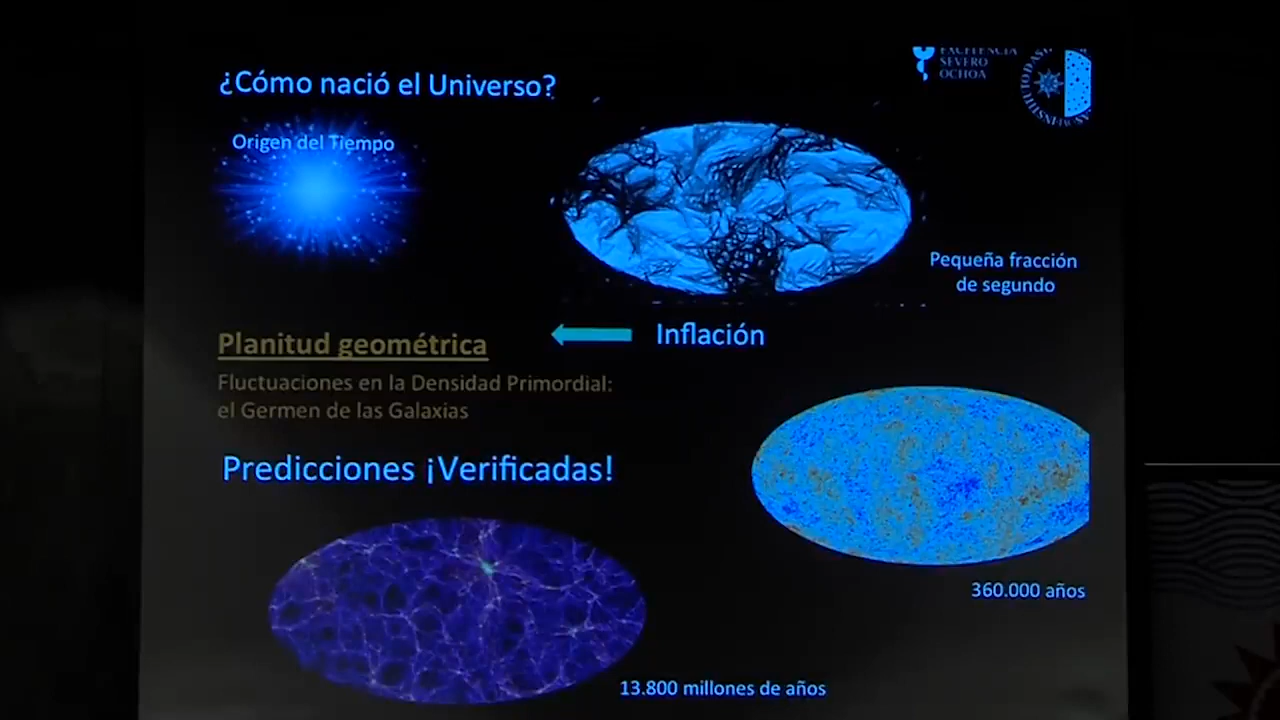 ¿Cómo nació el Universo?
EXCELENCIA
SEVERO
OCHOA
Origen del Tiempo
Pequeña fracción
de segundo
Inflación
Planitud geométrica
Fluctuaciones en la Densidad Primordial:
el Germen de las Galaxias
Predicciones ¡Verificadas!
360.000 años
13.800 millones de años